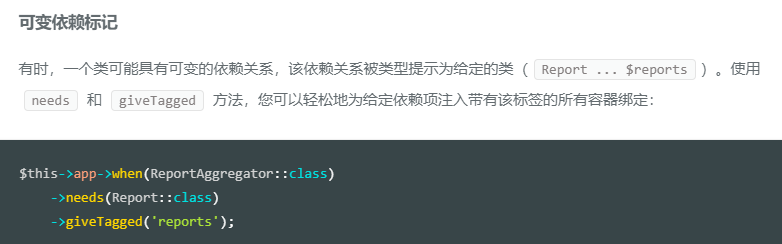 可变依赖标记
有时，一个类可能具有可变的依赖关系，该依赖关系被类型提示为给定的类（ Report ... $reports ）。使用
needs 和 giveTagged 方法，您可以轻松地为给定依赖项注入带有该标签的所有容器绑定：
$this->app->when(ReportAggregator::class)
    ->needs(Report::class)
    ->giveTagged('reports');